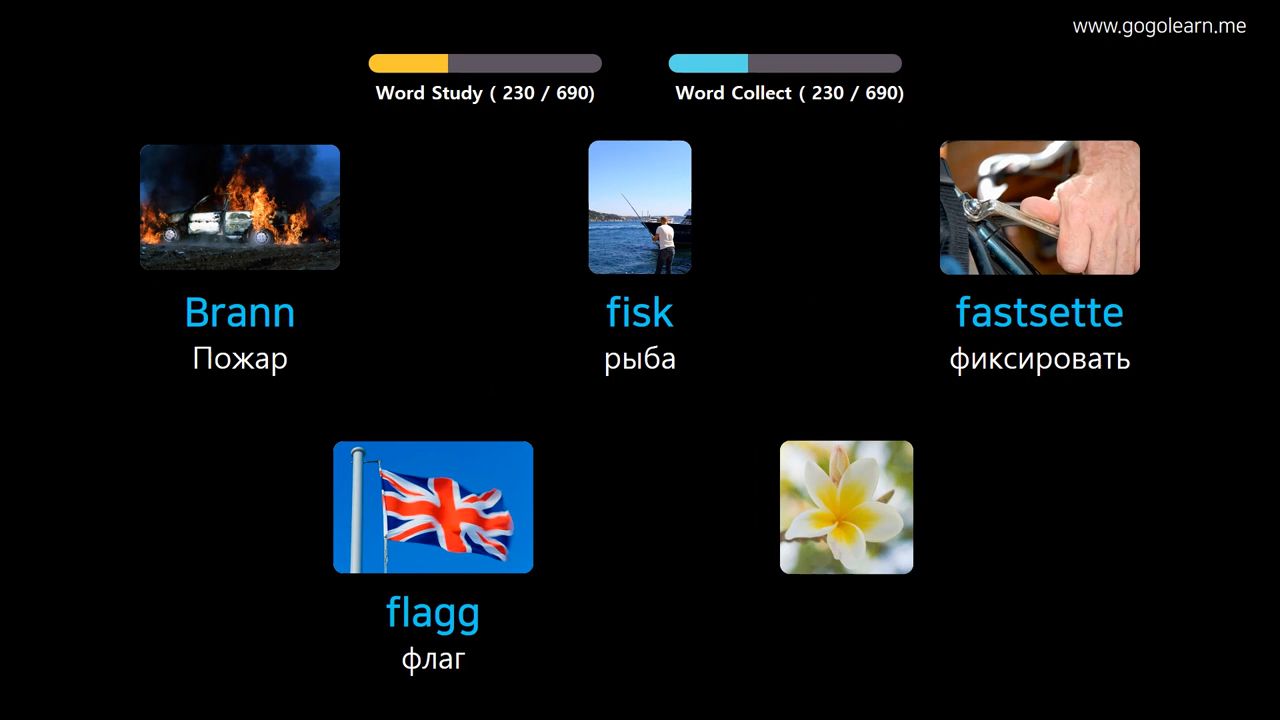 www.gogolearn.me
Word Study ( 230 / 690)
Word Collect ( 230 / 690)
Brann
Пожар
fisk
рыба
fastsette
фиксировать
flagg
флаг